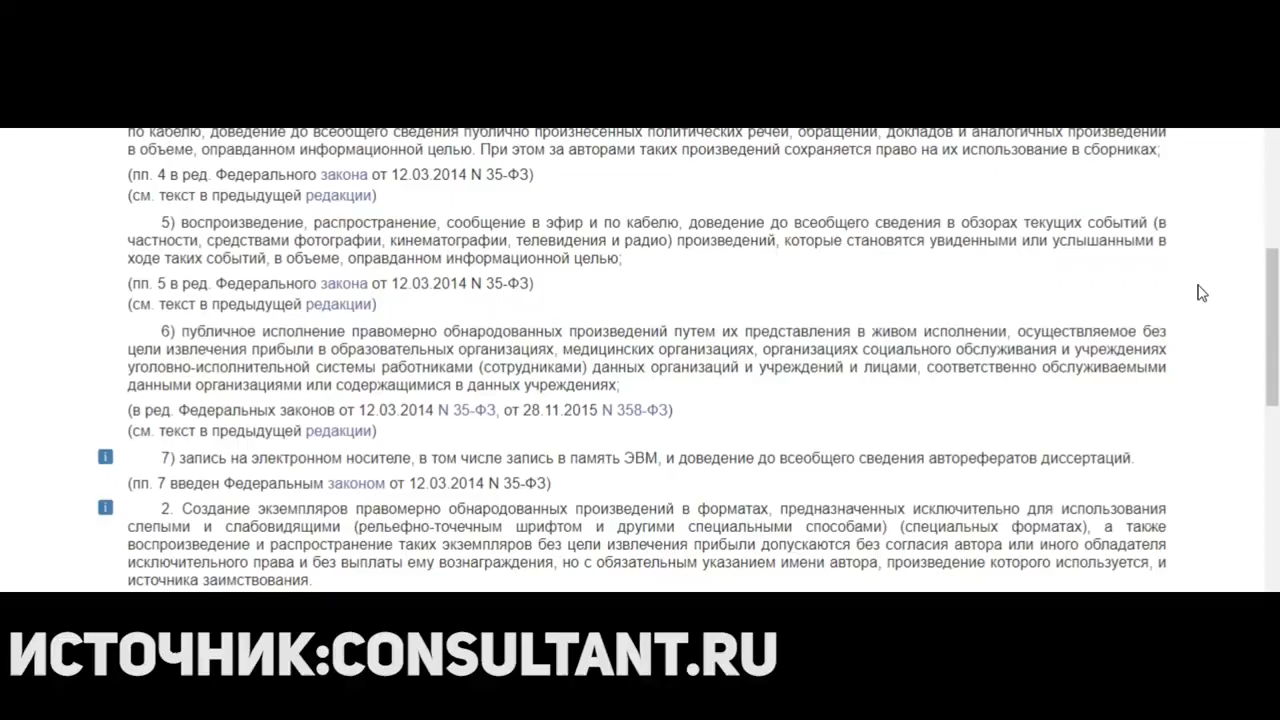 по кабелю, доведение до всеобщего сведения публично произнесенных политических речей, обращений, докладов и аналогичных произведений
в объеме, оправданном информационной целью. При этом за авторами таких произведений сохраняется право на их использование в сборниках;
(пп. 4 в ред. Федерального закона от 12.03.2014 N 35-ФЗ)
(см. текст в предыдущей редакции)
5) воспроизведение, распространение, сообщение в эфир и по кабелю, доведение до всеобщего сведения в обзорах текущих событий (в
частности, средствами фотографии, кинематографии, телевидения и радио) произведений, которые становятся увиденными или услышанными в
ходе таких событий, в объеме, оправданном информационной целью;
(пп. 5 в ред. Федерального закона от 12.03.2014 N 35-ФЗ)
(см. текст в предыдущей редакции)
6) публичное исполнение правомерно обнародованных произведений путем их представления в живом исполнении, осуществляемое без
цели извлечения прибыли в образовательных организациях, медицинских организациях, организациях социального обслуживания и учреждениях
уголовно-исполнительной системы работниками (сотрудниками) данных организаций и учреждений и лицами, соответственно обслуживаемыми
данными организациями или содержащимися в данных учреждениях;
(в ред. Федеральных законов от 12.03.2014 N 35-ФЗ, от 28.11.2015 N 358-ФЗ)
(см. текст в предыдущей редакции)
7) запись на электронном носителе, в том числе запись в память ЭВМ, и доведение до всеобщего сведения авторефератов диссертаций.
(пп. 7 введен Федеральным законом от 12.03.2014 N 35-ФЗ)
2. Создание экземпляров правомерно обнародованных произведений в форматах, предназначенных исключительно для использования
слепыми и слабовидящими (рельефно-точечным шрифтом и другими специальными способами) (специальных форматах), а также
воспроизведение и распространение таких экземпляров без цели извлечения прибыли допускаются без согласия автора или иного обладателя
исключительного права и без выплаты ему вознаграждения, но с обязательным указанием имени автора, произведение которого используется, и
источника заимствования.
ИСТОЧНИК:CONSULTANT.RU